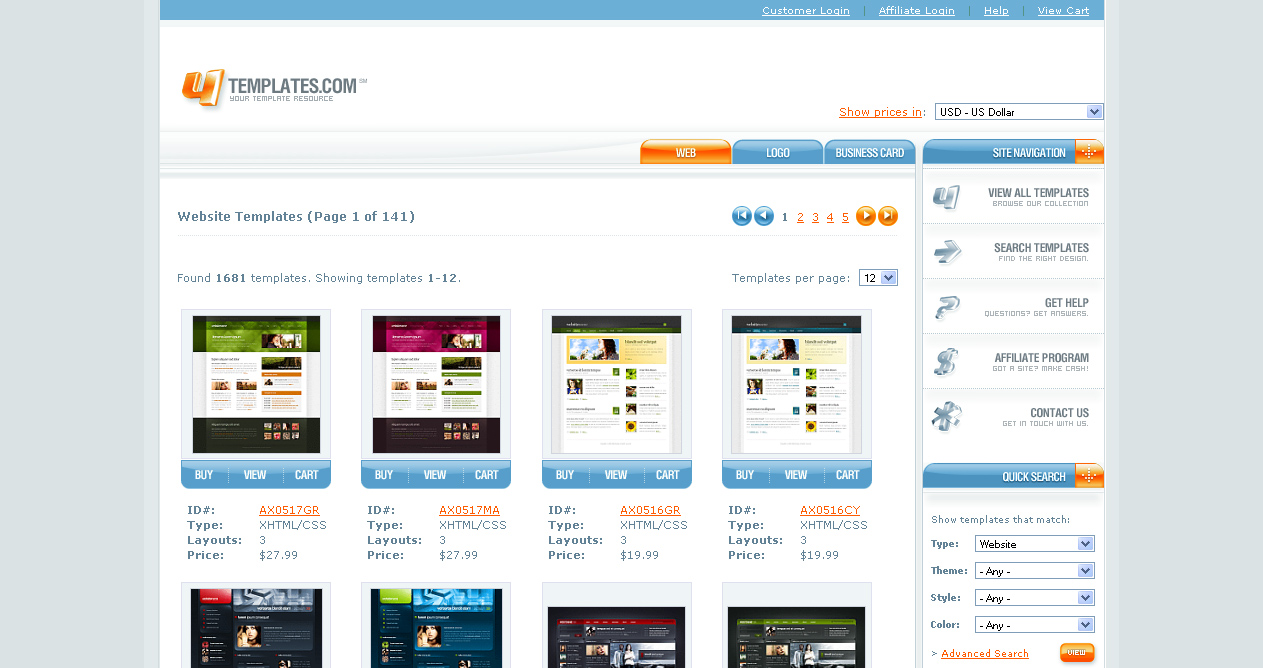 Customer Login | Affiliate Login | Help | View Cart
4TEMPLATES.COM SM
YOUR TEMPLATE RESOURCE
Show prices in: USD - US Dollar
WEB LOGO BUSINESS CARD
Website Templates (Page 1 of 141)
1 2 3 4 5
Found 1681 templates. Showing templates 1-12.
Templates per page: 12
BUY VIEW CART BUY VIEW CART BUY VIEW CART BUY VIEW CART
ID#: AX0517GR
Type: XHTML/CSS
Layouts: 3
Price: $27.99
ID#: AX0517MA
Type: XHTML/CSS
Layouts: 3
Price: $27.99
ID#: AX0516GR
Type: XHTML/CSS
Layouts: 3
Price: $19.99
ID#: AX0516CY
Type: XHTML/CSS
Layouts: 3
Price: $19.99
SITE NAVIGATION
VIEW ALL TEMPLATES
BROWSE OUR COLLECTION
SEARCH TEMPLATES
FIND THE RIGHT DESIGN.
GET HELP
QUESTIONS? GET ANSWERS.
AFFILIATE PROGRAM
GOT A SITE? MAKE CASH!
CONTACT US
GET IN TOUCH WITH US.
QUICK SEARCH
Show templates that match:
Type: Website
Theme: - Any -
Style: - Any -
Color: - Any -
> Advanced Search VIEW